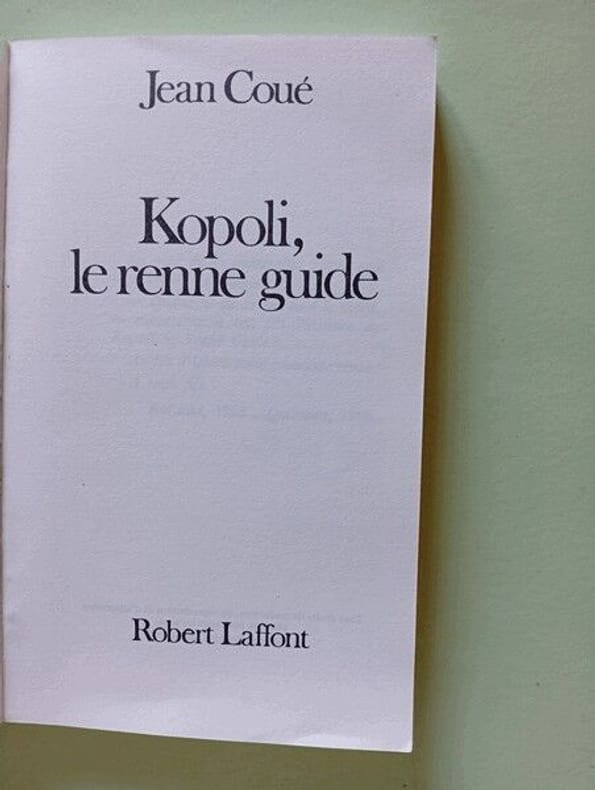 Jean Coué
Kopoli,
le renne guide
Robert Laffont